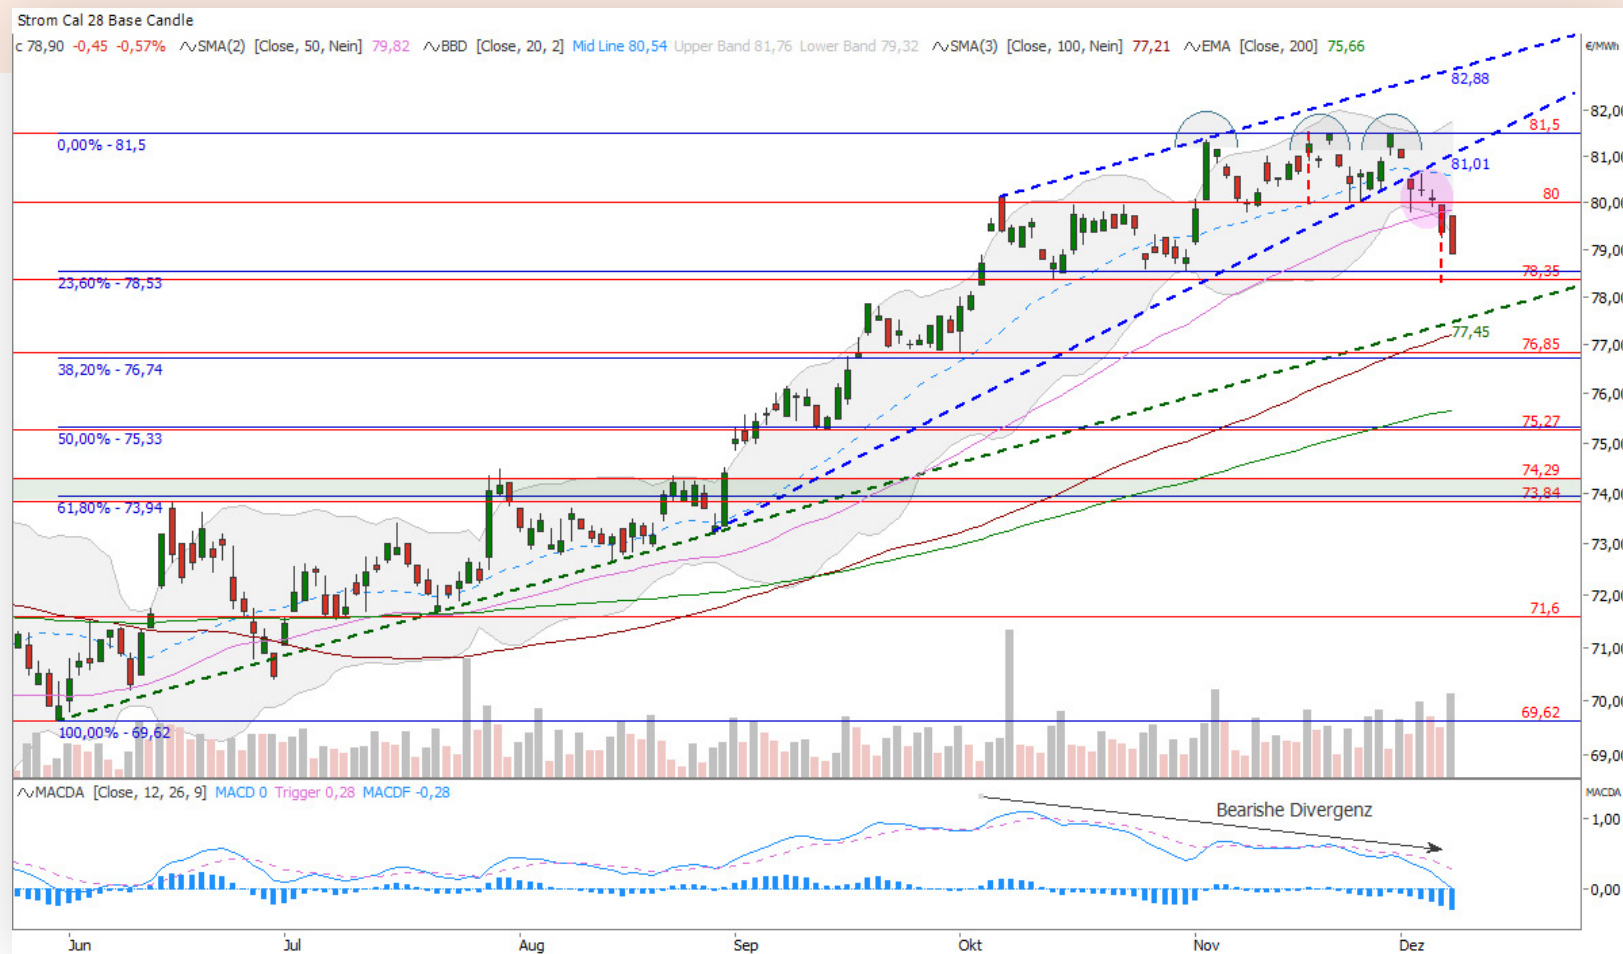 Strom Cal 28 Base Candle
c 78,90 -0,45 -0,57% SMA(2) [Close, 50, Nein] 79,82 BBD [Close, 20, 2] Mid Line 80,54 Upper Band 81,76 Lower Band 79,32 SMA(3) [Close, 100, Nein] 77,21 EMA [Close, 200] 75,66
€/MWh
82,88
82,00
81,5
0,00% - 81,5
81,00
81,01
80
80,00
79,00
78,35
23,60% - 78,53
78,00
77,45
77,00
76,85
38,20% - 76,74
76,00
75,27
50,00% - 75,33
75,00
74,29
74,00
73,84
61,80% - 73,94
73,00
72,00
71,6
71,00
70,00
69,62
100,00% - 69,62
69,00
MACDA [Close, 12, 26, 9] MACD 0 Trigger 0,28 MACDF -0,28
MACDA
Bearishe Divergenz
1,00
0,00
Jun Jul Aug Sep Okt Nov Dez